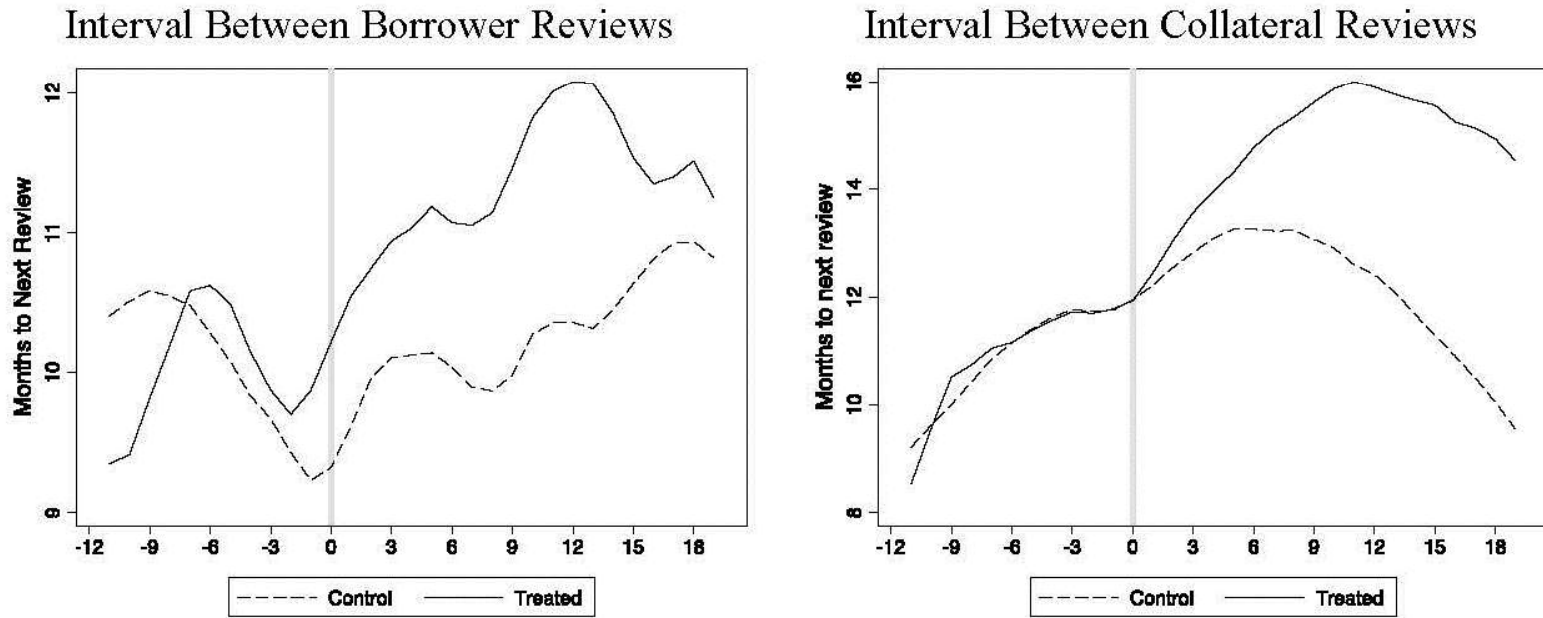 Interval Between Borrower Reviews
Months to Next Review
12
11
10
9
-12 -9 -6 -3 0 3 6 9 12 15 18
Control Treated
Interval Between Collateral Reviews
Months to next review
16
14
12
10
8
-12 -9 -6 -3 0 3 6 9 12 15 18
Control Treated